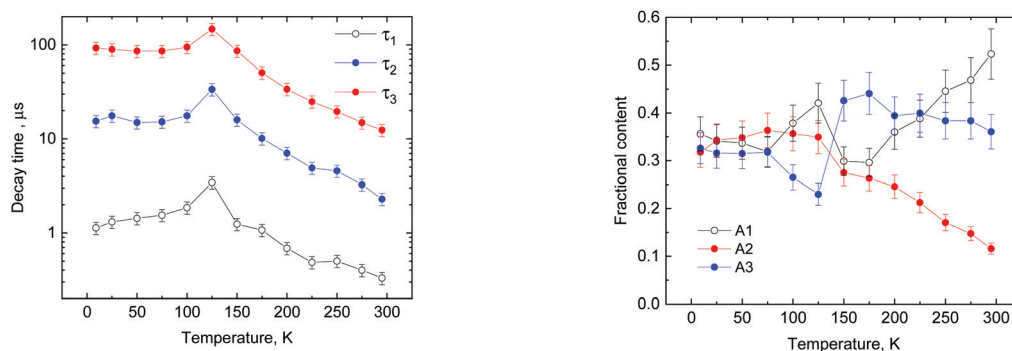 Decay time , μs
100
10
1
0 50 100 150 200 250 300
Temperature, K
τ1
τ2
τ3
Fractional content
0.6
0.5
0.4
0.3
0.2
0.1
0.0
0 50 100 150 200 250 300
Temperature, K
A1
A2
A3